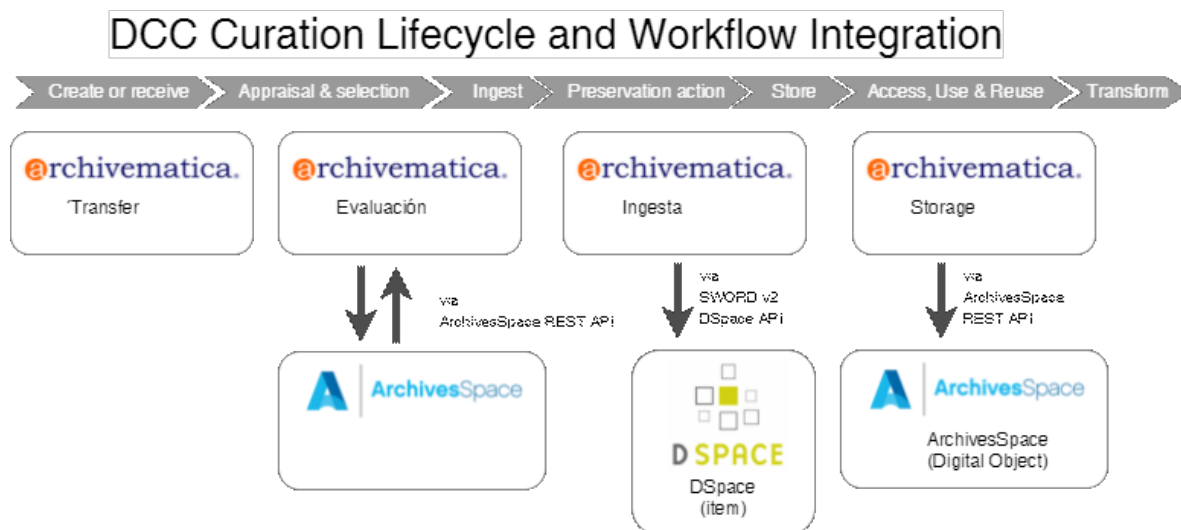 DCC Curation Lifecycle and Workflow Integration
Create or receive
Appraisal & selection
Ingest
Preservation action
Store
Access, Use & Reuse
Transform
archivematica.
'Transfer
archivematica.
Evaluación
archivematica.
Ingesta
archivematica.
Storage
via
ArchivesSpace REST API
via
SWORD v2
DSpace API
via
ArchivesSpace
REST API
ArchivesSpace
DSPACE
DSpace
(item)
ArchivesSpace
ArchivesSpace
(Digital Object)